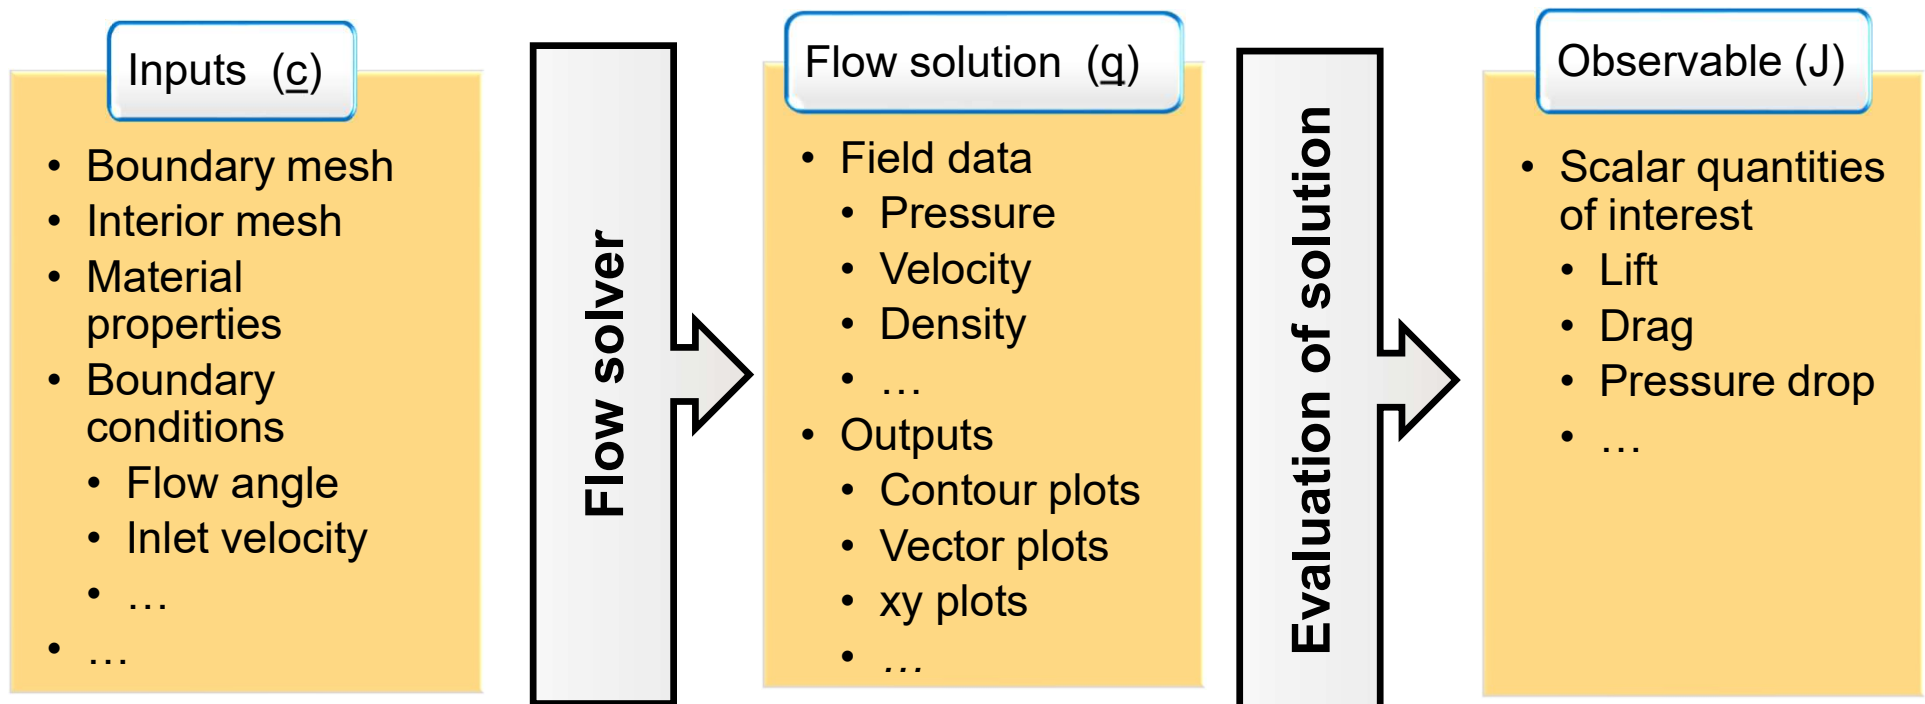 Inputs (c)
• Boundary mesh
• Interior mesh
• Material
properties
• Boundary
conditions
• Flow angle
• Inlet velocity
• …
• …
Flow solver
Flow solution (q)
• Field data
• Pressure
• Velocity
• Density
• …
• Outputs
• Contour plots
• Vector plots
• xy plots
• …
Evaluation of solution
Observable (J)
• Scalar quantities
of interest
• Lift
• Drag
• Pressure drop
• …